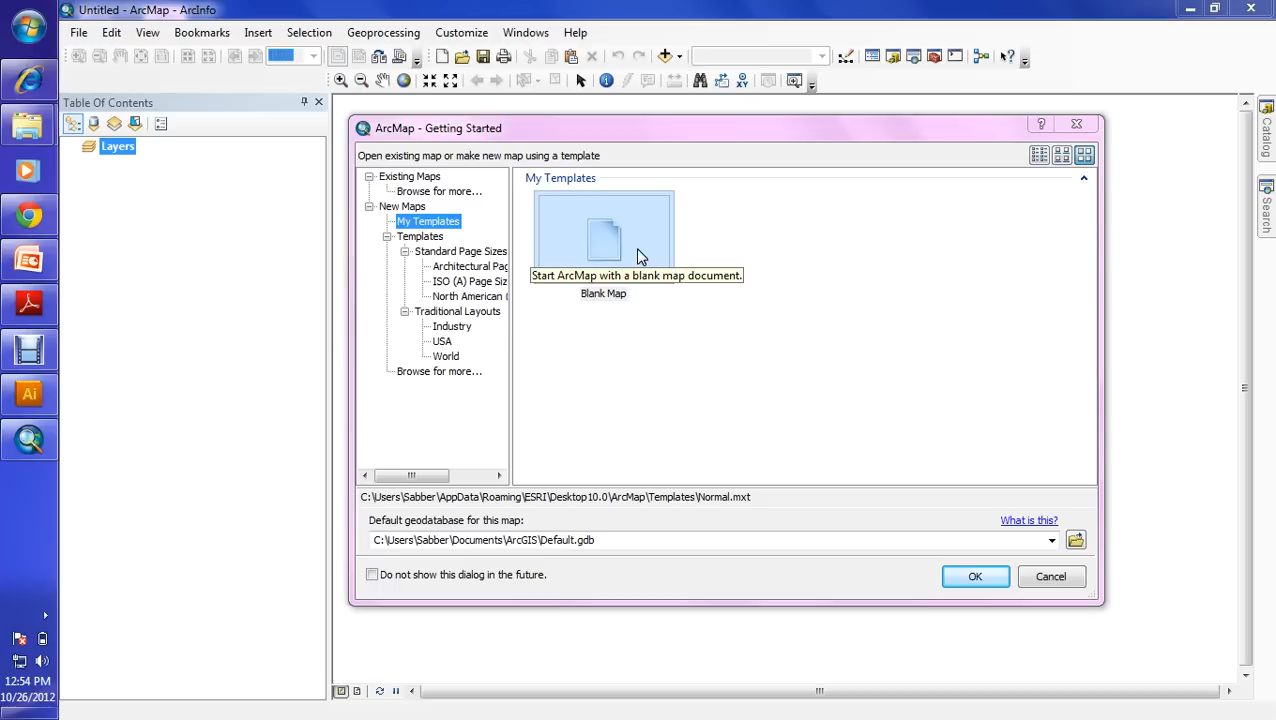 Untitled - ArcMap - ArcInfo
File Edit View Bookmarks Insert Selection Geoprocessing Customize Windows Help
Table Of Contents
Layers
ArcMap - Getting Started
Open existing map or make new map using a template
Existing Maps
Browse for more...
New Maps
My Templates
Templates
Standard Page Sizes
Architectural Pag
ISO (A) Page Siz
North American (
Traditional Layouts
Industry
USA
World
Browse for more...
My Templates
Start ArcMap with a blank map document.
Blank Map
C:\Users\Sabber\AppData\Roaming\ESRI\Desktop10.0\ArcMap\Templates\Normal.mxt
Default geodatabase for this map:
What is this?
C:\Users\Sabber\Documents\ArcGIS\Default.gdb
Do not show this dialog in the future.
OK
Cancel
Catalog
Search
Ai
12:54 PM
10/26/2012